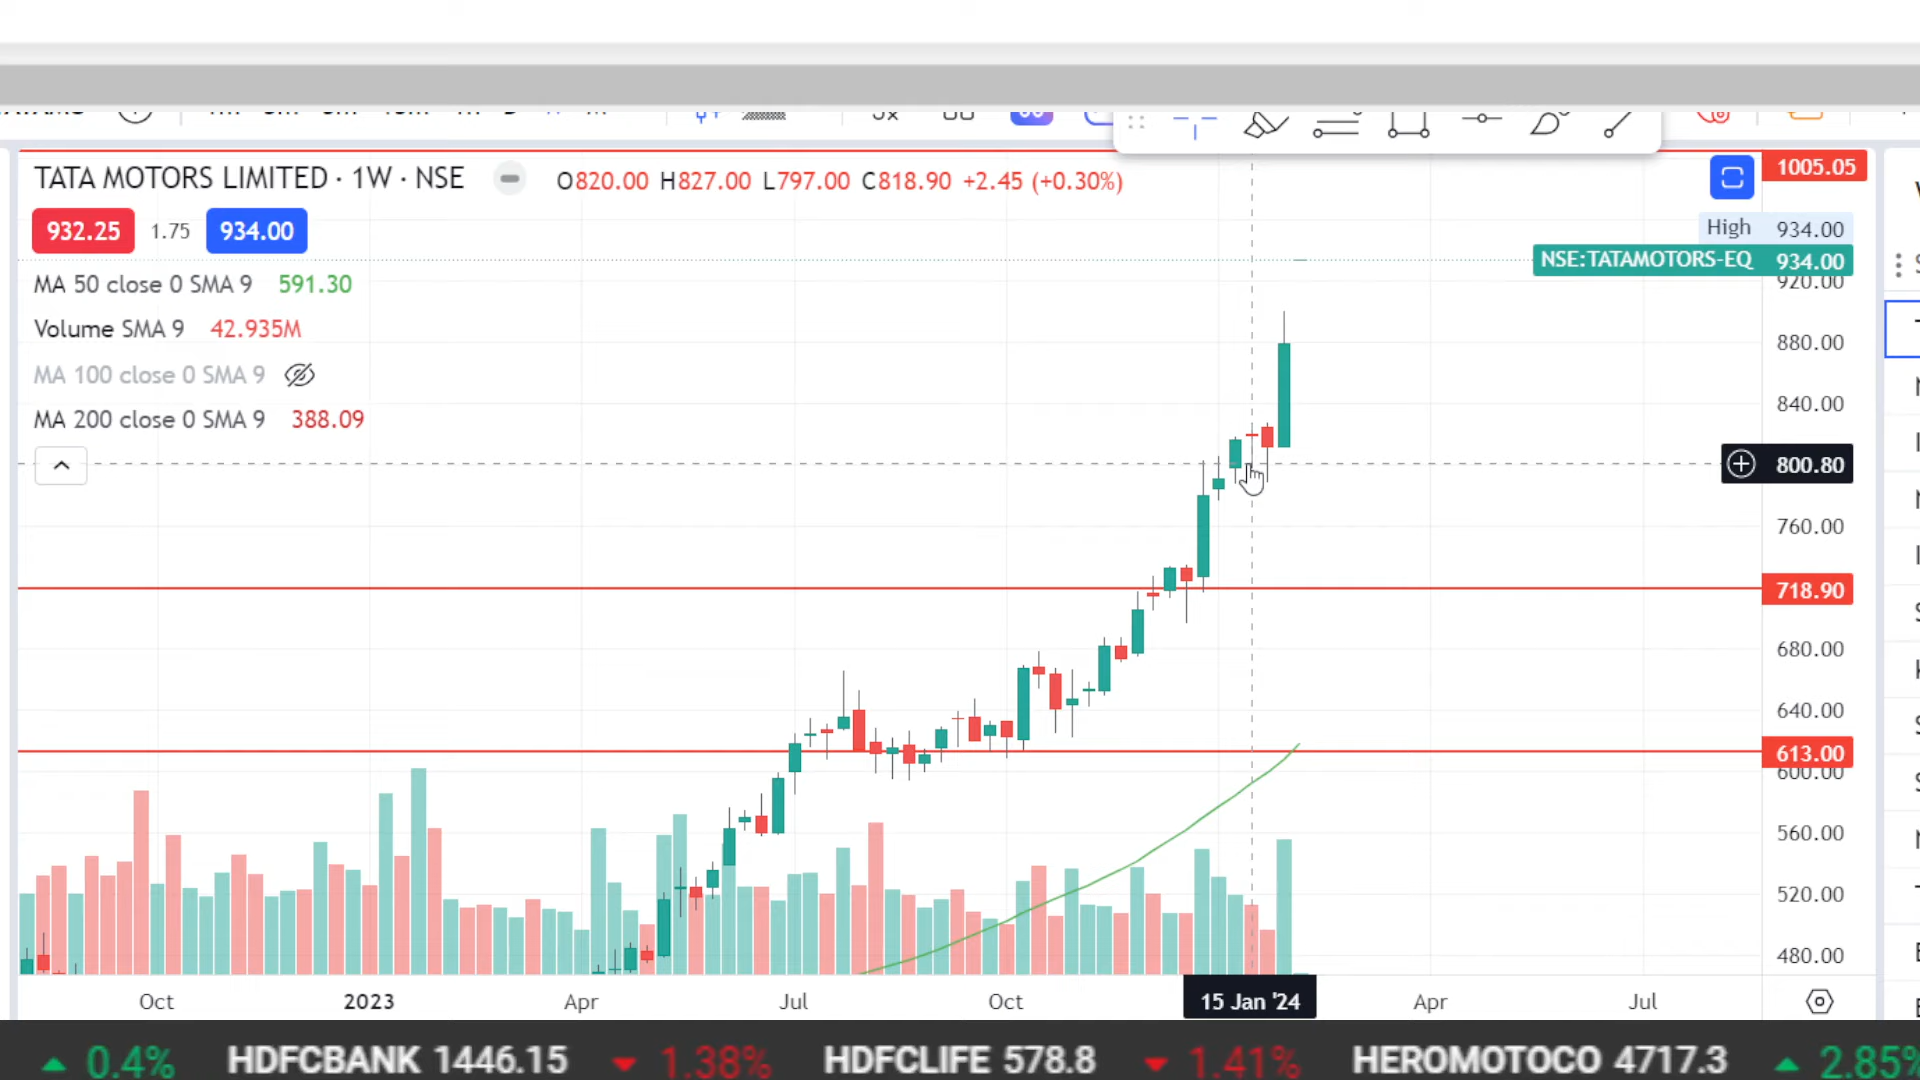 1005.05
TATA MOTORS LIMITED · 1W · NSE
O820.00 H827.00 L797.00 C818.90 +2.45 (+0.30%)
932.25 1.75 934.00
High 934.00
NSE:TATAMOTORS-EQ 934.00
920.00
MA 50 close 0 SMA 9 591.30
Volume SMA 9 42.935M
880.00
MA 100 close 0 SMA 9
840.00
MA 200 close 0 SMA 9 388.09
800.80
760.00
718.90
680.00
640.00
613.00
600.00
560.00
520.00
480.00
Oct 2023 Apr Jul Oct 15 Jan '24 Apr Jul
0.4% HDFCBANK 1446.15 1.38% HDFCLIFE 578.8 1.41% HEROMOTOCO 4717.3 2.85%